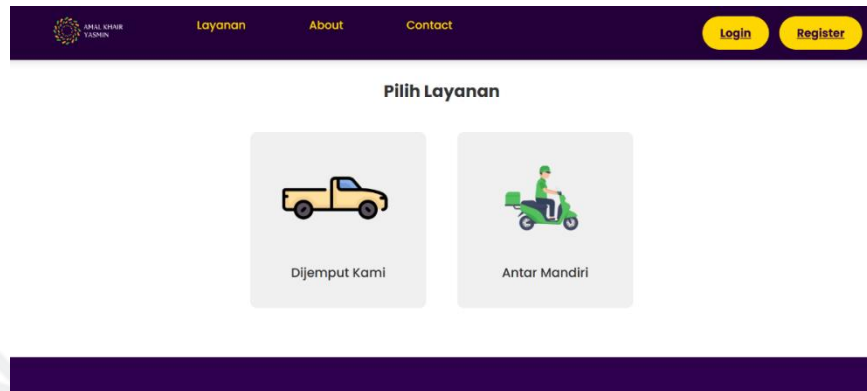 AMAL KHAIR
YASMIN
Layanan
About
Contact
Login
Register
Pilih Layanan
Dijemput Kami
Antar Mandiri